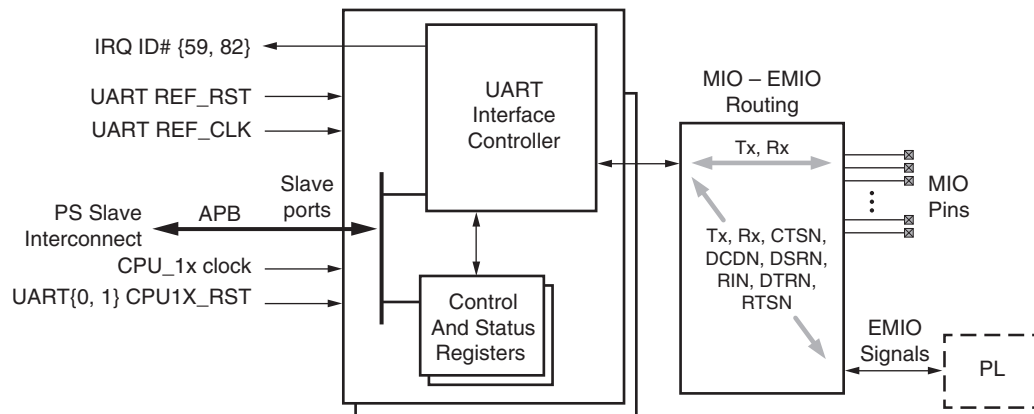 IRQ ID# {59, 82}
UART REF_RST
UART REF_CLK
PS Slave
Interconnect
APB
Slave
ports
CPU_1x clock
UART{0, 1} CPU1X_RST
UART
Interface
Controller
Control
And Status
Registers
MIO – EMIO
Routing
Tx, Rx
Tx, Rx, CTSN,
DCDN, DSRN,
RIN, DTRN,
RTSN
MIO
Pins
EMIO
Signals
PL